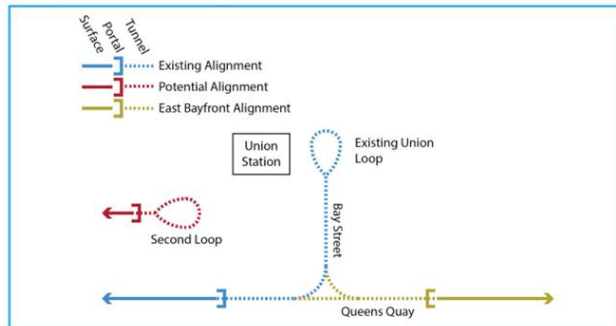 Surface
Portal
Tunnel
Existing Alignment
Potential Alignment
East Bayfront Alignment
Union
Station
Existing Union
Loop
Bay Street
Second Loop
Queens Quay